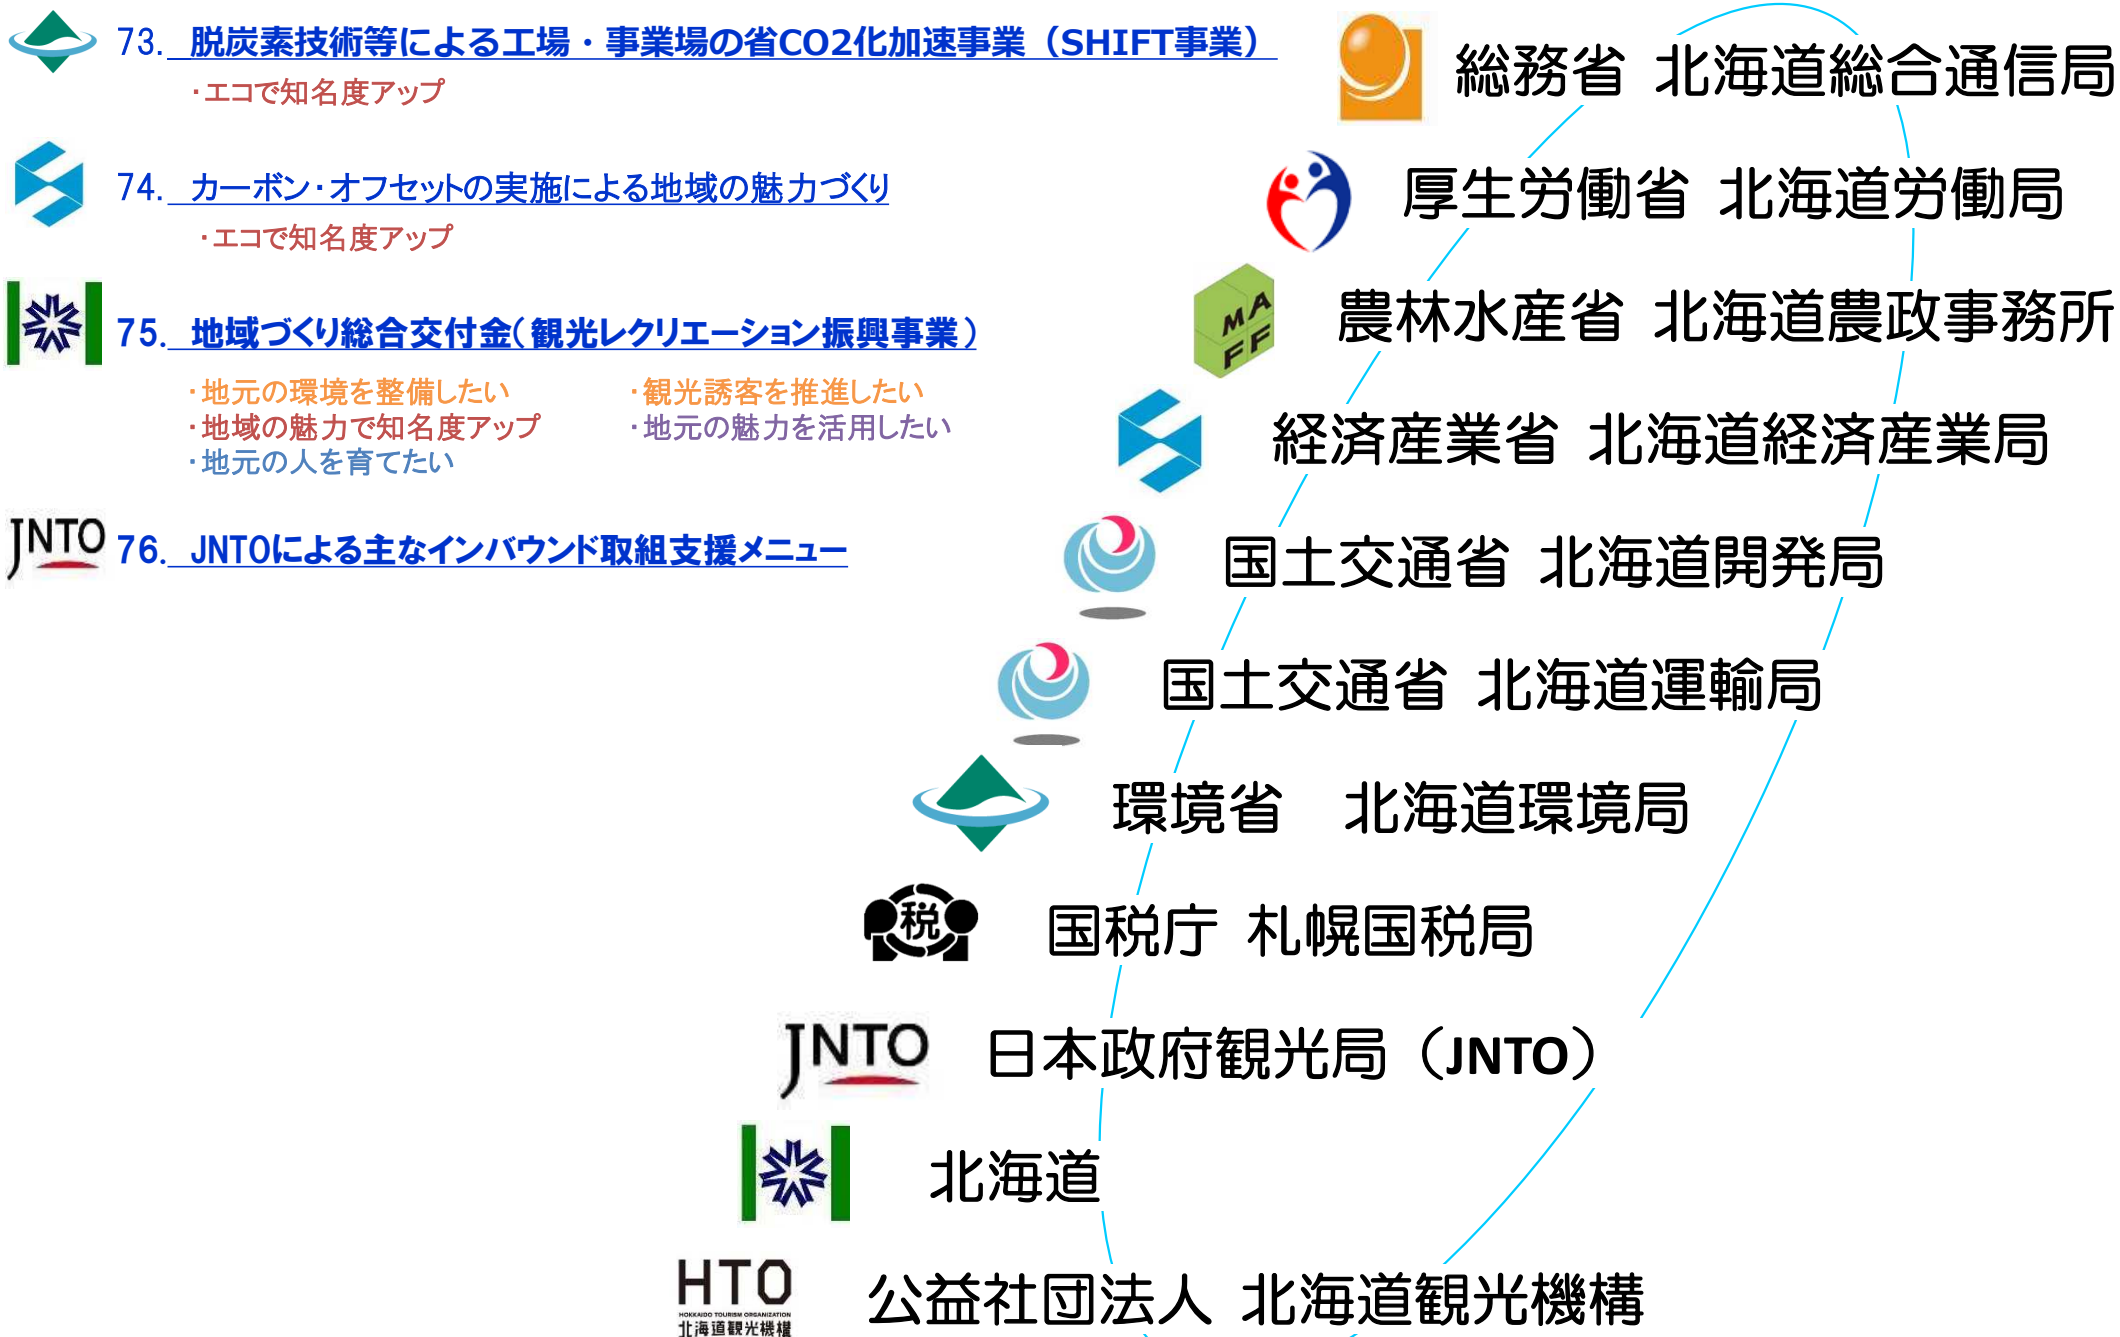 73. 脱炭素技術等による工場・事業場の省CO2化加速事業（SHIFT事業）
・エコで知名度アップ
74. カーボン・オフセットの実施による地域の魅力づくり
・エコで知名度アップ
75. 地域づくり総合交付金（観光レクリエーション振興事業）
・地元の環境を整備したい ・観光誘客を推進したい
・地域の魅力で知名度アップ ・地元の魅力を活用したい
・地元の人を育てたい
JNTO 76. JNTOによる主なインバウンド取組支援メニュー
総務省 北海道総合通信局
厚生労働省 北海道労働局
MAFF 農林水産省 北海道農政事務所
経済産業省 北海道経済産業局
国土交通省 北海道開発局
国土交通省 北海道運輸局
環境省　北海道環境局
税 国税庁 札幌国税局
JNTO 日本政府観光局（JNTO）
北海道
HTO 公益社団法人 北海道観光機構
HOKKAIDO TOURISM ORGANIZATION
北海道観光機構